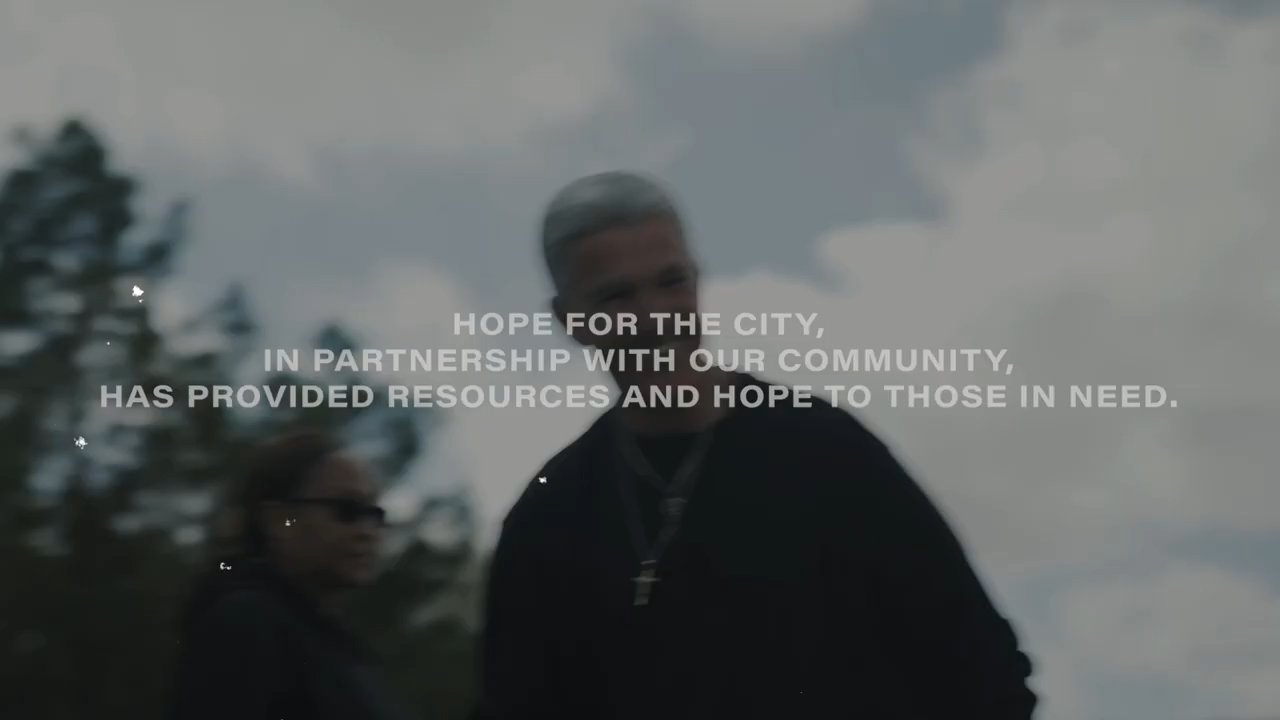 HOPE FOR THE CITY,
IN PARTNERSHIP WITH OUR COMMUNITY,
HAS PROVIDED RESOURCES AND HOPE TO THOSE IN NEED.